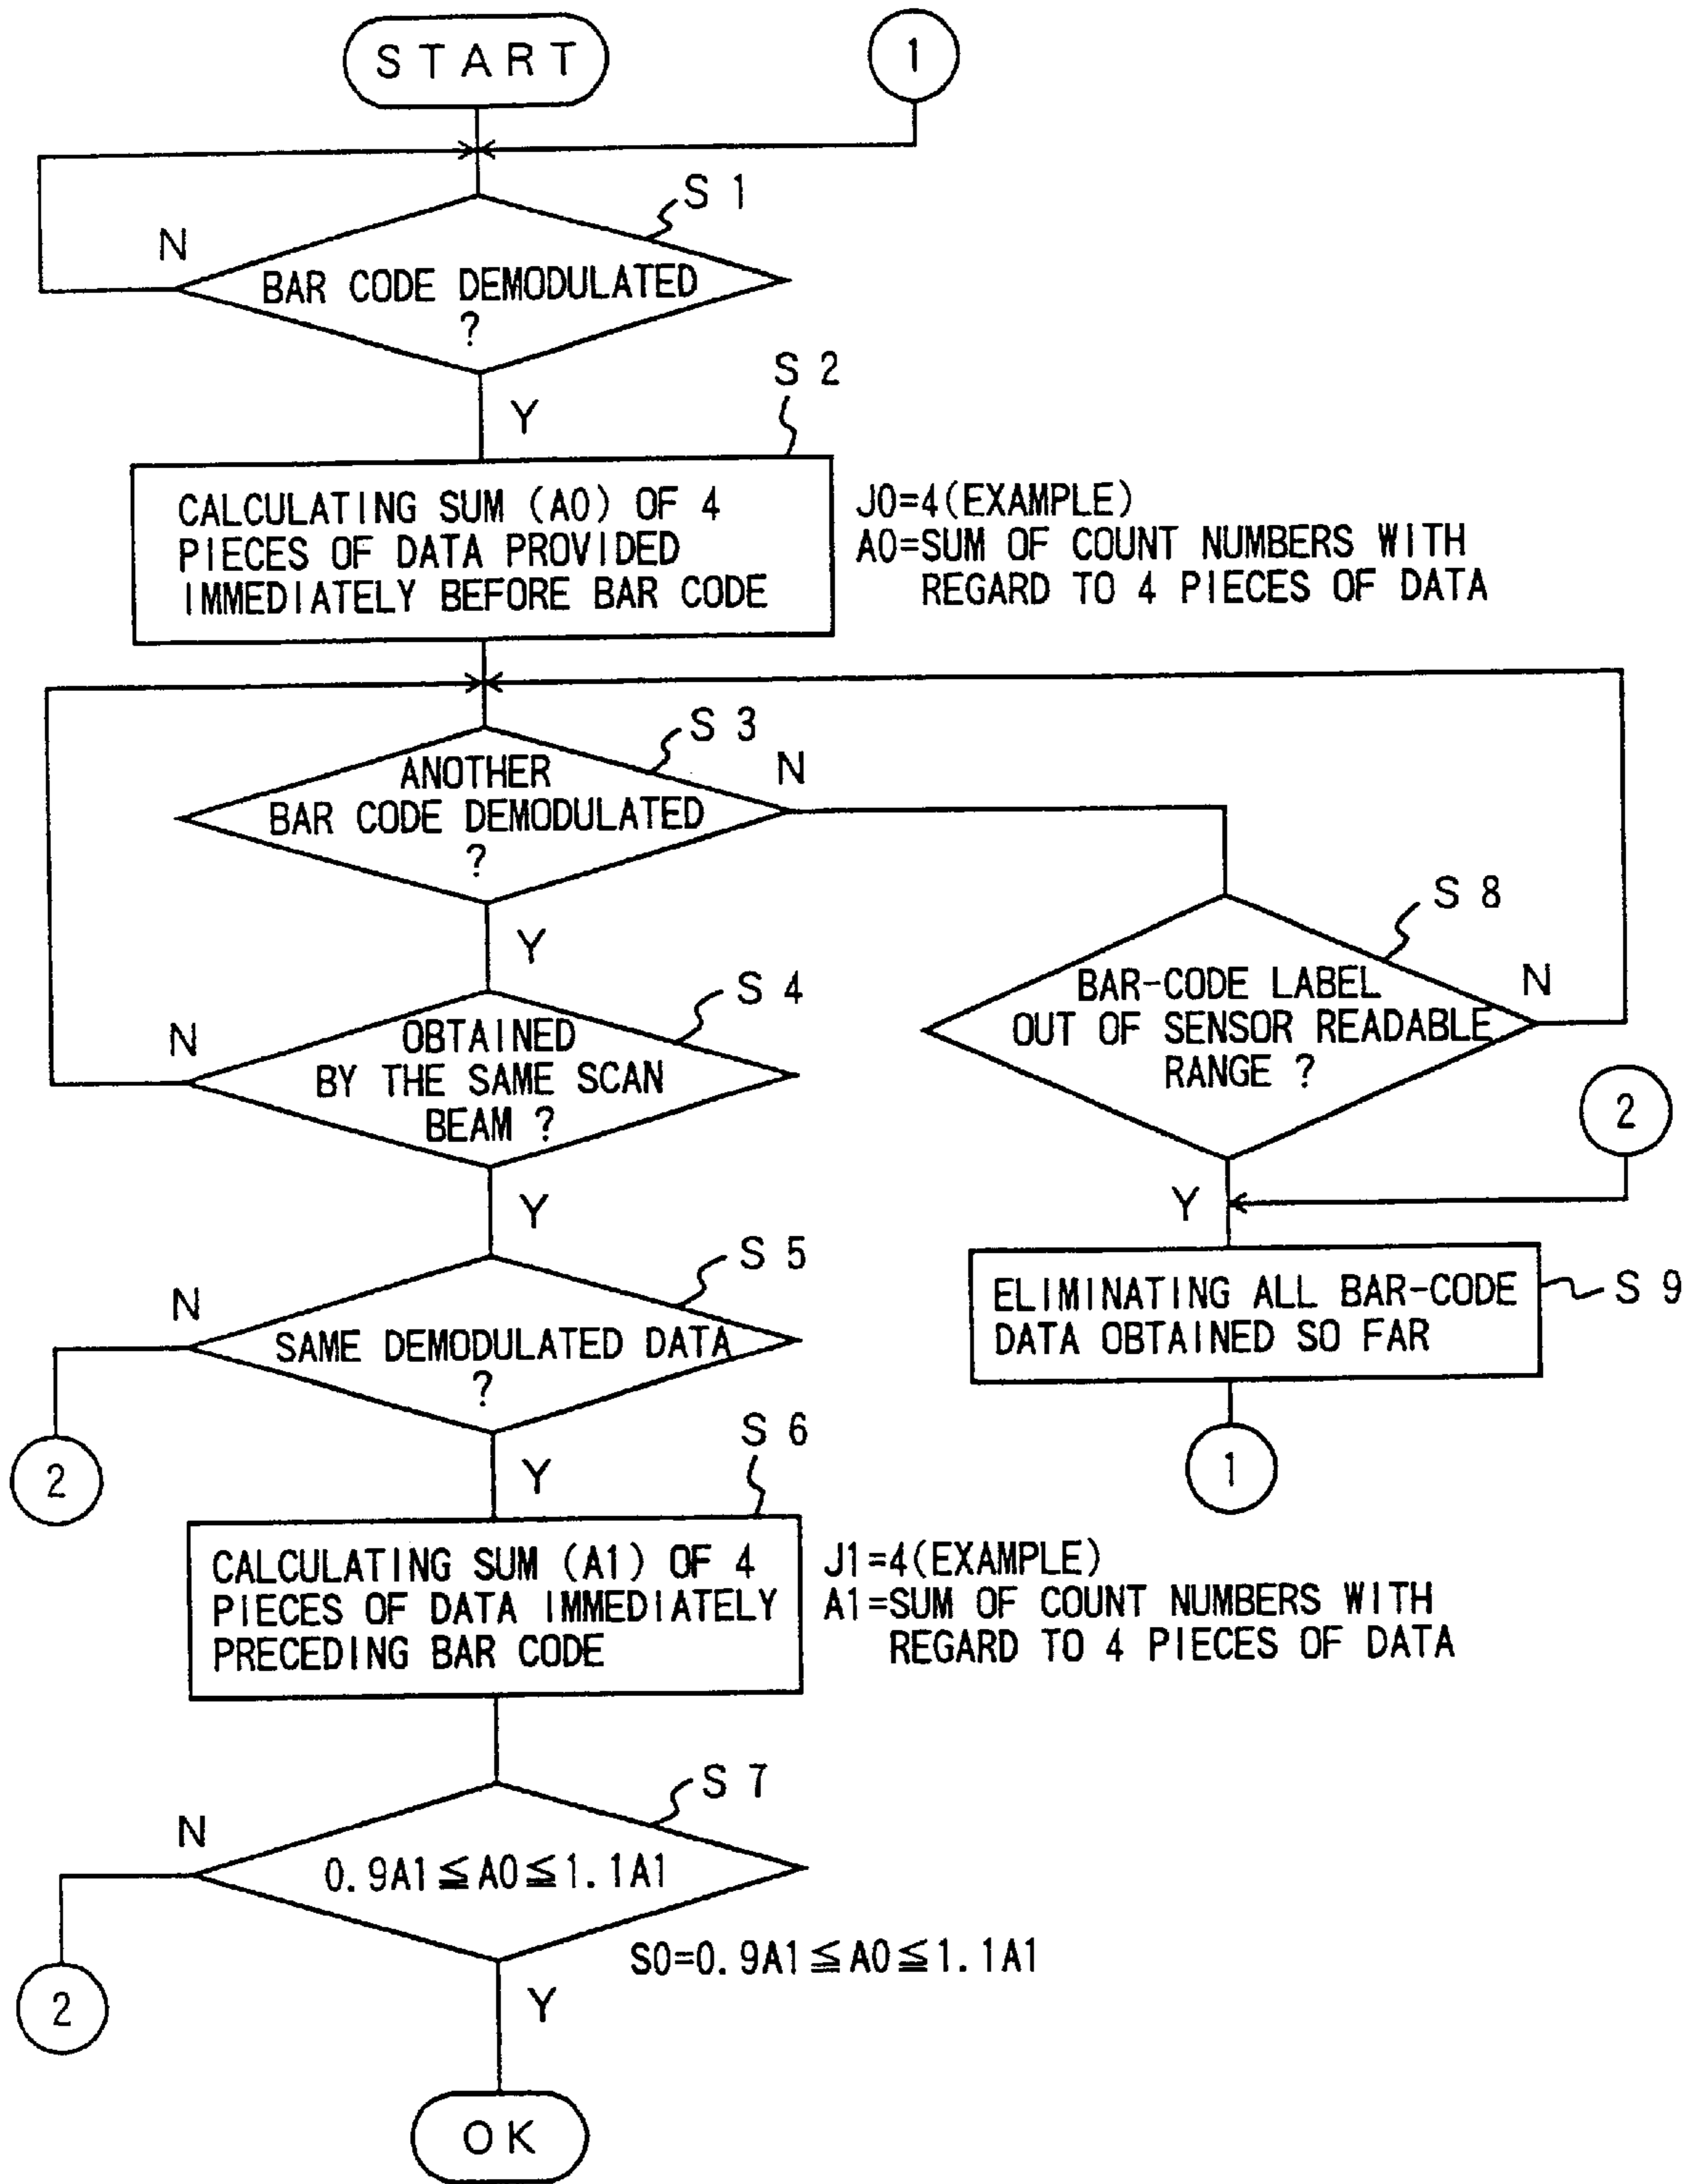 START
1
S 1
N
BAR CODE DEMODULATED
?
S 2
Y
CALCULATING SUM (A0) OF 4
PIECES OF DATA PROVIDED
IMMEDIATELY BEFORE BAR CODE
J0=4(EXAMPLE)
A0=SUM OF COUNT NUMBERS WITH
REGARD TO 4 PIECES OF DATA
S 3
N
ANOTHER
BAR CODE DEMODULATED
?
Y
S 8
BAR-CODE LABEL
OUT OF SENSOR READABLE
RANGE ?
N
S 4
N
OBTAINED
BY THE SAME SCAN
BEAM ?
2
Y
Y
S 5
N
SAME DEMODULATED DATA
?
ELIMINATING ALL BAR-CODE
DATA OBTAINED SO FAR
S 9
2
1
S 6
Y
CALCULATING SUM (A1) OF 4
PIECES OF DATA IMMEDIATELY
PRECEDING BAR CODE
J1=4(EXAMPLE)
A1=SUM OF COUNT NUMBERS WITH
REGARD TO 4 PIECES OF DATA
S 7
N
0.9A1≦A0≦1.1A1
S0=0.9A1≦A0≦1.1A1
2
Y
OK